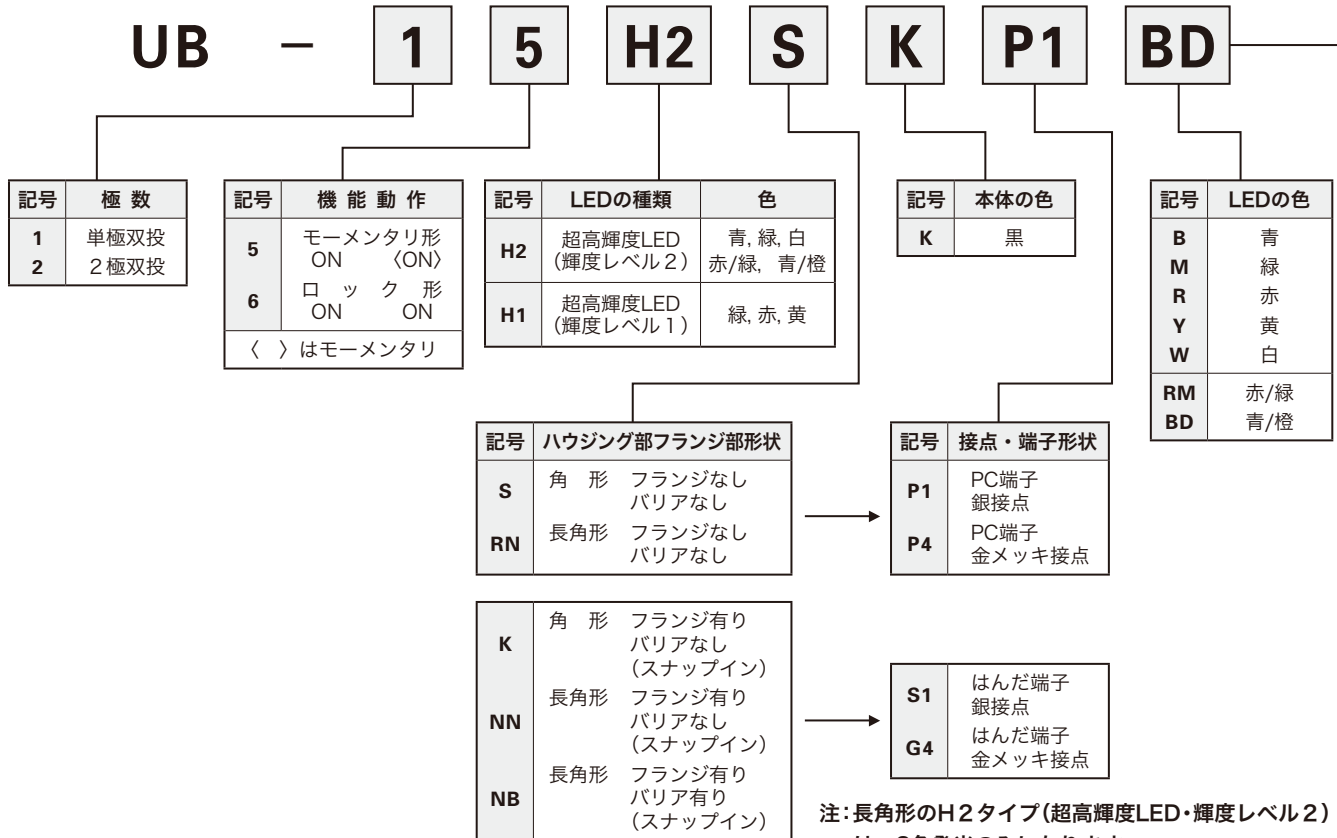 UB － 1 5 H2 S K P1 BD
記号 極 数
1 単極双投
2 2極双投
記号 機 能 動 作
5 モーメンタリ形
ON 〈ON〉
6 ロ ッ ク 形
ON ON
〈 〉はモーメンタリ
記号 LEDの種類 色
H2 超高輝度LED 青, 緑, 白
(輝度レベル2) 赤/緑, 青/橙
H1 超高輝度LED 緑, 赤, 黄
(輝度レベル1)
記号 本体の色
K 黒
記号 LEDの色
B 青
M 緑
R 赤
Y 黄
W 白
RM 赤/緑
BD 青/橙
記号 ハウジング部フランジ部形状
S 角 形 フランジなし
バリアなし
RN 長角形 フランジなし
バリアなし
記号 接点・端子形状
P1 PC端子
銀接点
P4 PC端子
金メッキ接点
K 角 形 フランジ有り
バリアなし
(スナップイン)
NN 長角形 フランジ有り
バリアなし
(スナップイン)
NB 長角形 フランジ有り
バリア有り
(スナップイン)
S1 はんだ端子
銀接点
G4 はんだ端子
金メッキ接点
注：長角形のH2タイプ(超高輝度LED・輝度レベル2)